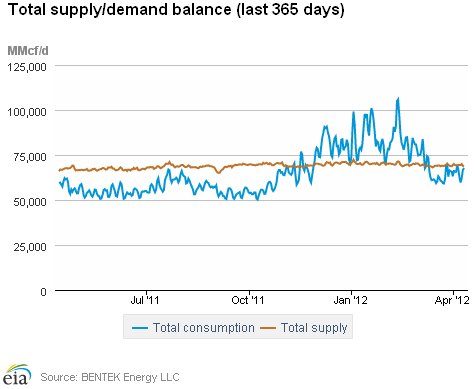 Total supply/demand balance (last 365 days)
MMcf/d
125,000
100,000
75,000
50,000
25,000
0
Jul '11 Oct '11 Jan '12 Apr '12
Total consumption Total supply
eia Source: BENTEK Energy LLC